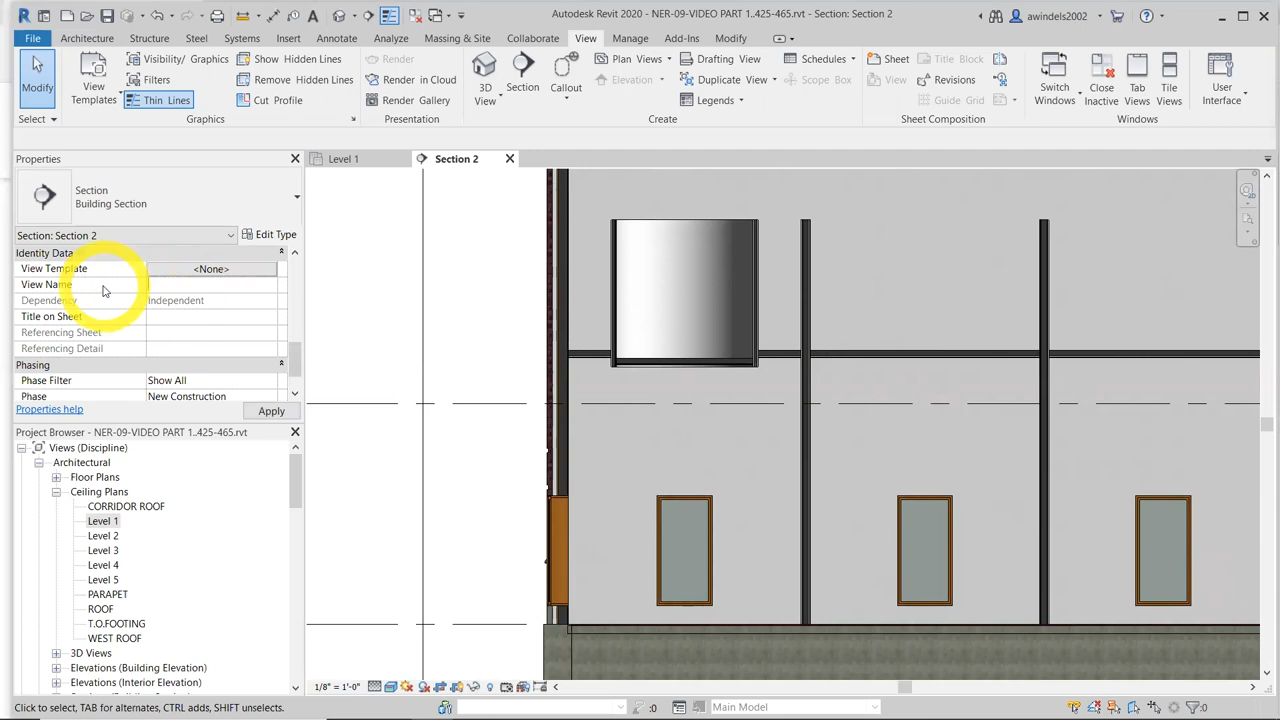 Autodesk Revit 2020 - NER-09-VIDEO PART 1..425-465.rvt - Section: Section 2
awindels2002
File Architecture Structure Steel Systems Insert Annotate Analyze Massing & Site Collaborate View Manage Add-Ins Modify
Modify
Select
View
Templates
Visibility/ Graphics
Filters
Thin Lines
Show Hidden Lines
Remove Hidden Lines
Cut Profile
Graphics
Render
Render in Cloud
Render Gallery
Presentation
3D
View
Section
Callout
Plan Views
Elevation
Drafting View
Duplicate View
Legends
Schedules
Scope Box
Create
Sheet
View
Title Block
Revisions
Guide Grid
Sheet Composition
Switch
Windows
Close
Inactive
Tab
Views
Tile
Views
Windows
User
Interface
Properties
Section
Building Section
Section: Section 2
Edit Type
Identity Data
View Template <None>
View Name
Dependency Independent
Title on Sheet
Referencing Sheet
Referencing Detail
Phasing
Phase Filter Show All
Phase New Construction
Properties help
Apply
Project Browser - NER-09-VIDEO PART 1..425-465.rvt
Views (Discipline)
Architectural
Floor Plans
Ceiling Plans
CORRIDOR ROOF
Level 1
Level 2
Level 3
Level 4
Level 5
PARAPET
ROOF
T.O.FOOTING
WEST ROOF
3D Views
Elevations (Building Elevation)
Elevations (Interior Elevation)
Level 1
Section 2
1/8" = 1'-0"
Click to select, TAB for alternates, CTRL adds, SHIFT unselects.
:0
Main Model
:0